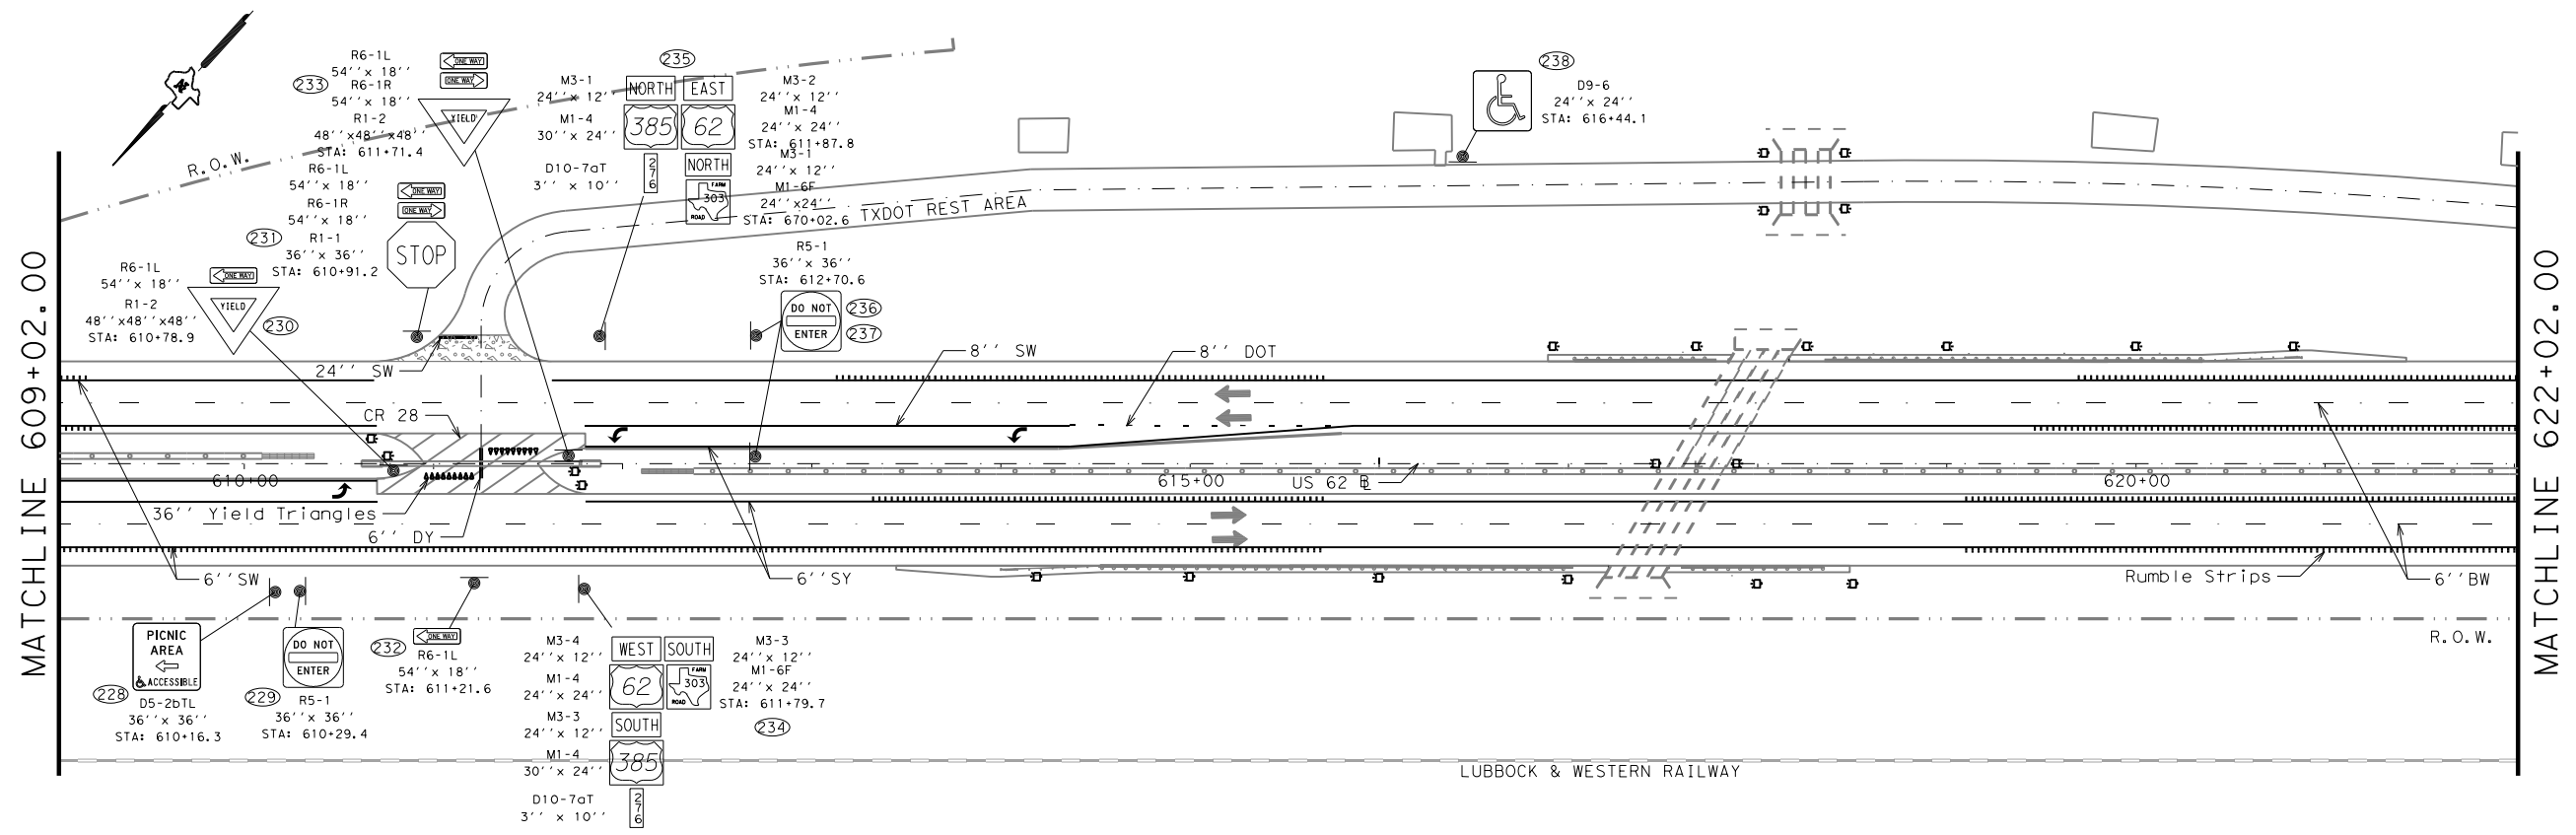 R6-1L
54''x 18''
R6-1R
54''x 18''
R1-2
48''x48''x48''
STA: 611+71.4
233
ONE WAY
ONE WAY
YIELD
235
M3-1
24''x 12''
M1-4
30''x 24''
D10-7aT
3'' x 10''
NORTH
EAST
385
62
276
NORTH
FARM
303
ROAD
M3-2
24''x 12''
M1-4
24''x 24''
STA: 611+87.8
M3-1
24''x 12''
M1-6F
24''x24''
STA: 670+02.6
TXDOT REST AREA
238
D9-6
24''x 24''
STA: 616+44.1
R.O.W.
R6-1L
54''x 18''
R6-1R
54''x 18''
231
R1-1
36''x 36''
STA: 610+91.2
ONE WAY
ONE WAY
STOP
R6-1L
54''x 18''
R1-2
48''x48''x48''
STA: 610+78.9
ONE WAY
YIELD
230
R5-1
36''x 36''
STA: 612+70.6
DO NOT
ENTER
236
237
MATCHLINE 609+02.00
MATCHLINE 622+02.00
24'' SW
8'' SW
8'' DOT
CR 28
610+00
615+00
US 62 BL
620+00
36'' Yield Triangles
6'' DY
6''SW
6''SY
Rumble Strips
6''BW
R.O.W.
PICNIC
AREA
ACCESSIBLE
228
D5-2bTL
36''x 36''
STA: 610+16.3
DO NOT
ENTER
229
R5-1
36''x 36''
STA: 610+29.4
232
ONE WAY
R6-1L
54''x 18''
STA: 611+21.6
M3-4
24''x 12''
M1-4
24''x 24''
M3-3
24''x 12''
M1-4
30''x 24''
D10-7aT
3'' x 10''
WEST
SOUTH
62
FARM
303
ROAD
SOUTH
385
276
M3-3
24''x 12''
M1-6F
24''x 24''
STA: 611+79.7
234
LUBBOCK & WESTERN RAILWAY